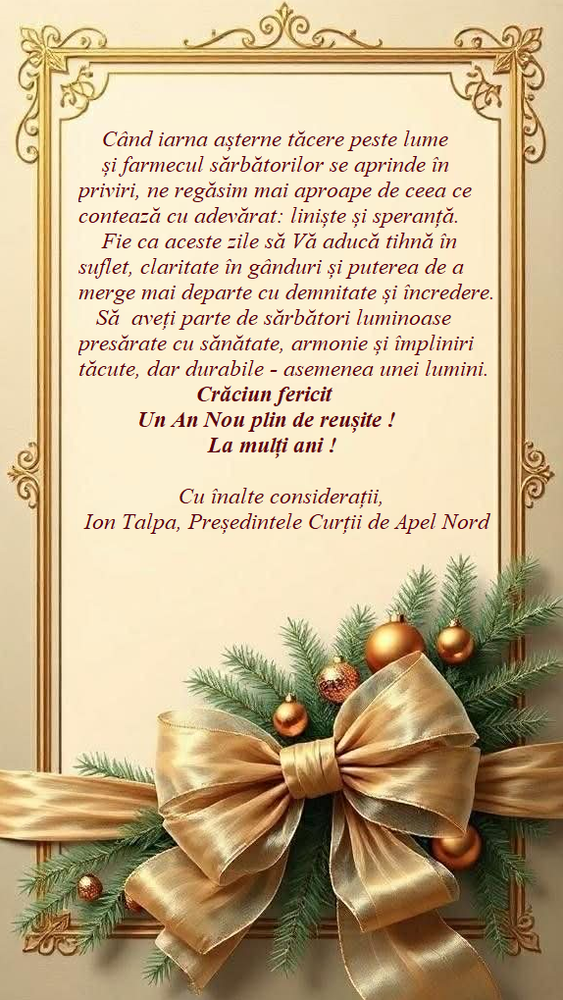 Când iarna așterne tăcere peste lume
și farmecul sărbătorilor se aprinde în
priviri, ne regăsim mai aproape de ceea ce
contează cu adevărat: liniște și speranță.
Fie ca aceste zile să Vă aducă tihnă în
suflet, claritate în gânduri și puterea de a
merge mai departe cu demnitate și încredere.
Să  aveți parte de sărbători luminoase
presărate cu sănătate, armonie și împliniri
tăcute, dar durabile - asemenea unei lumini.
Crăciun fericit
Un An Nou plin de reușite !
La mulți ani !
Cu înalte considerații,
Ion Talpa, Președintele Curții de Apel Nord